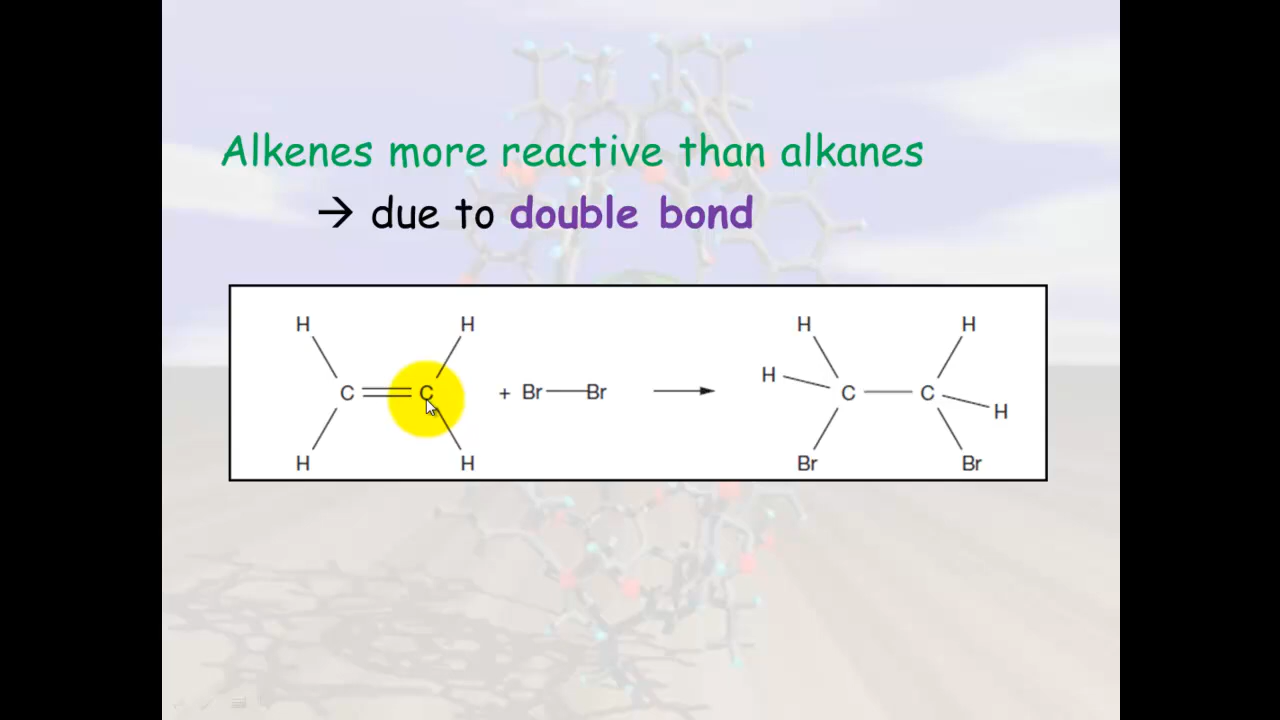 Alkenes more reactive than alkanes
→ due to double bond
H H H H
H
C C + Br Br C C
H
H H Br Br